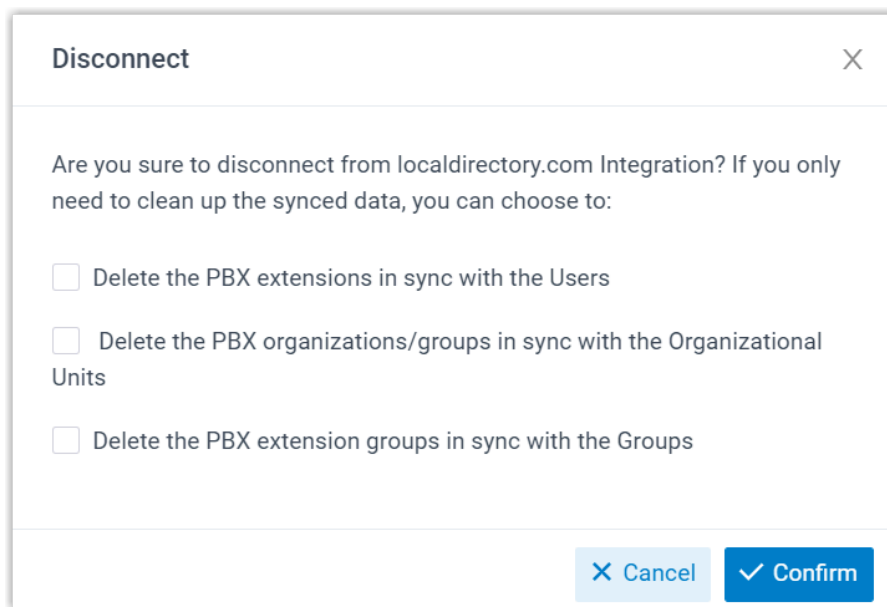 Disconnect
Are you sure to disconnect from localdirectory.com Integration? If you only
need to clean up the synced data, you can choose to:
Delete the PBX extensions in sync with the Users
Delete the PBX organizations/groups in sync with the Organizational
Units
Delete the PBX extension groups in sync with the Groups
Cancel Confirm